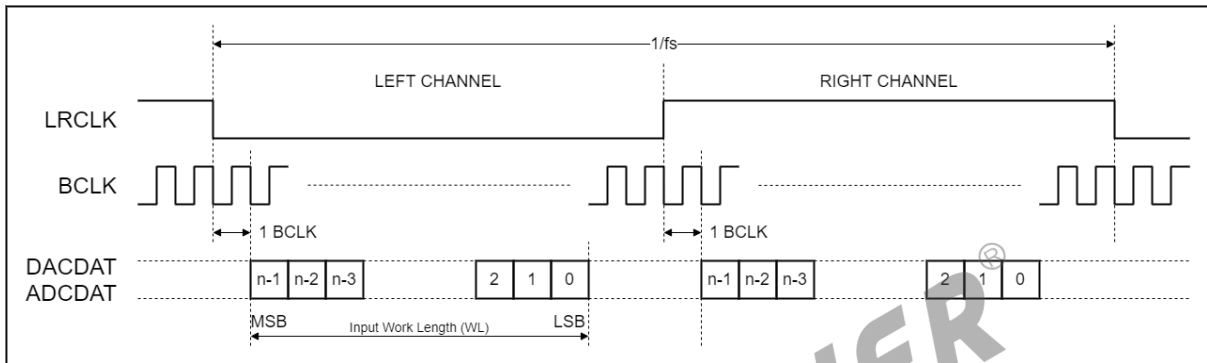 1/fs
LEFT CHANNEL
RIGHT CHANNEL
LRCLK
BCLK
1 BCLK
1 BCLK
DACDAT
ADCDAT
n-1 n-2 n-3 2 1 0 n-1 n-2 n-3 2 1 0
MSB
Input Work Length (WL)
LSB
®